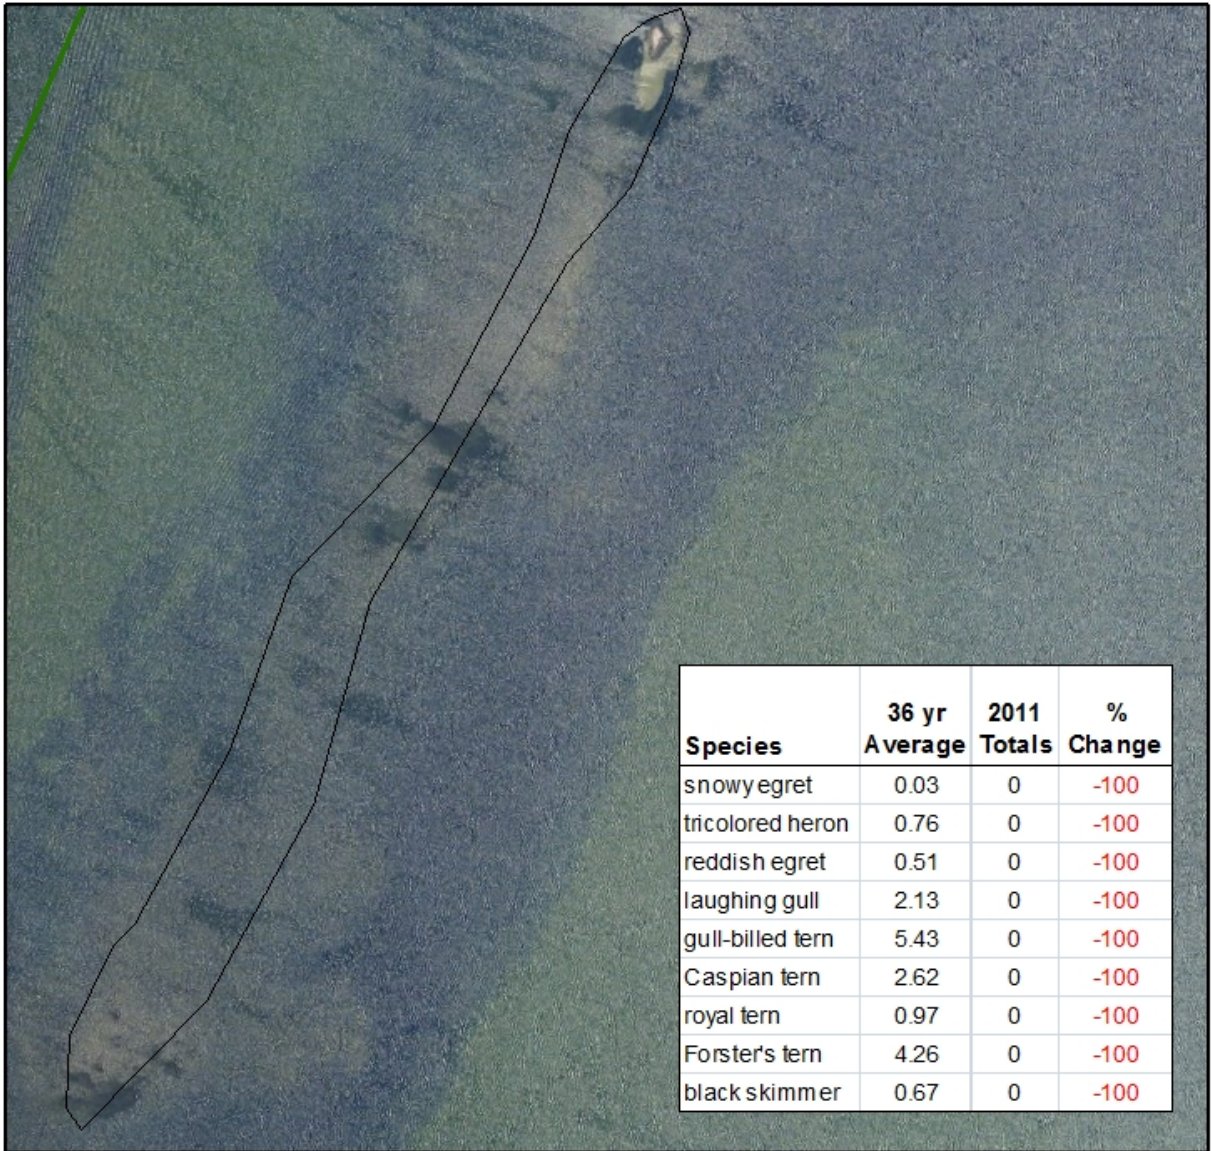 Species 36 yr Average 2011 Totals % Change
snowy egret 0.03 0 -100
tricolored heron 0.76 0 -100
reddish egret 0.51 0 -100
laughing gull 2.13 0 -100
gull-billed tern 5.43 0 -100
Caspian tern 2.62 0 -100
royal tern 0.97 0 -100
Forster's tern 4.26 0 -100
black skimmer 0.67 0 -100